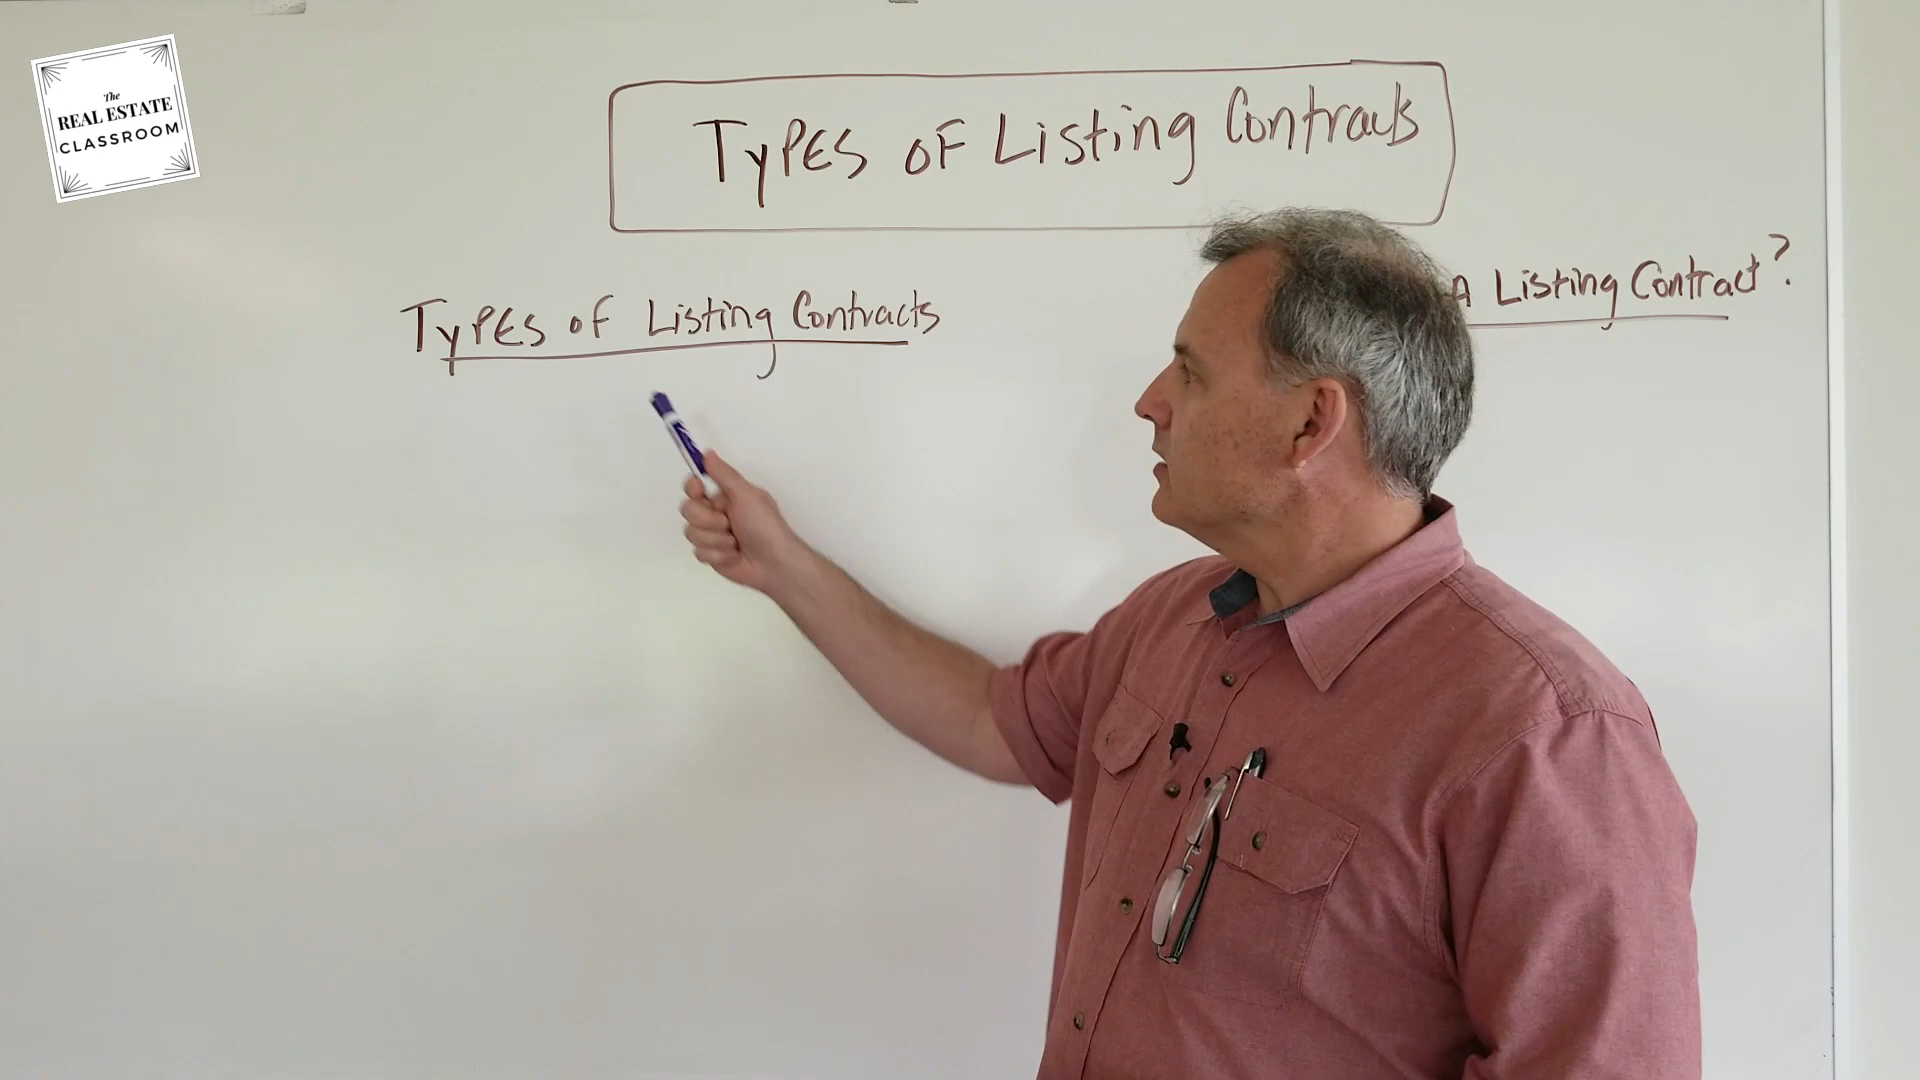 The
REAL ESTATE
CLASSROOM
TYPES OF Listing Contracts
TYPES OF Listing Contracts
A Listing Contract?